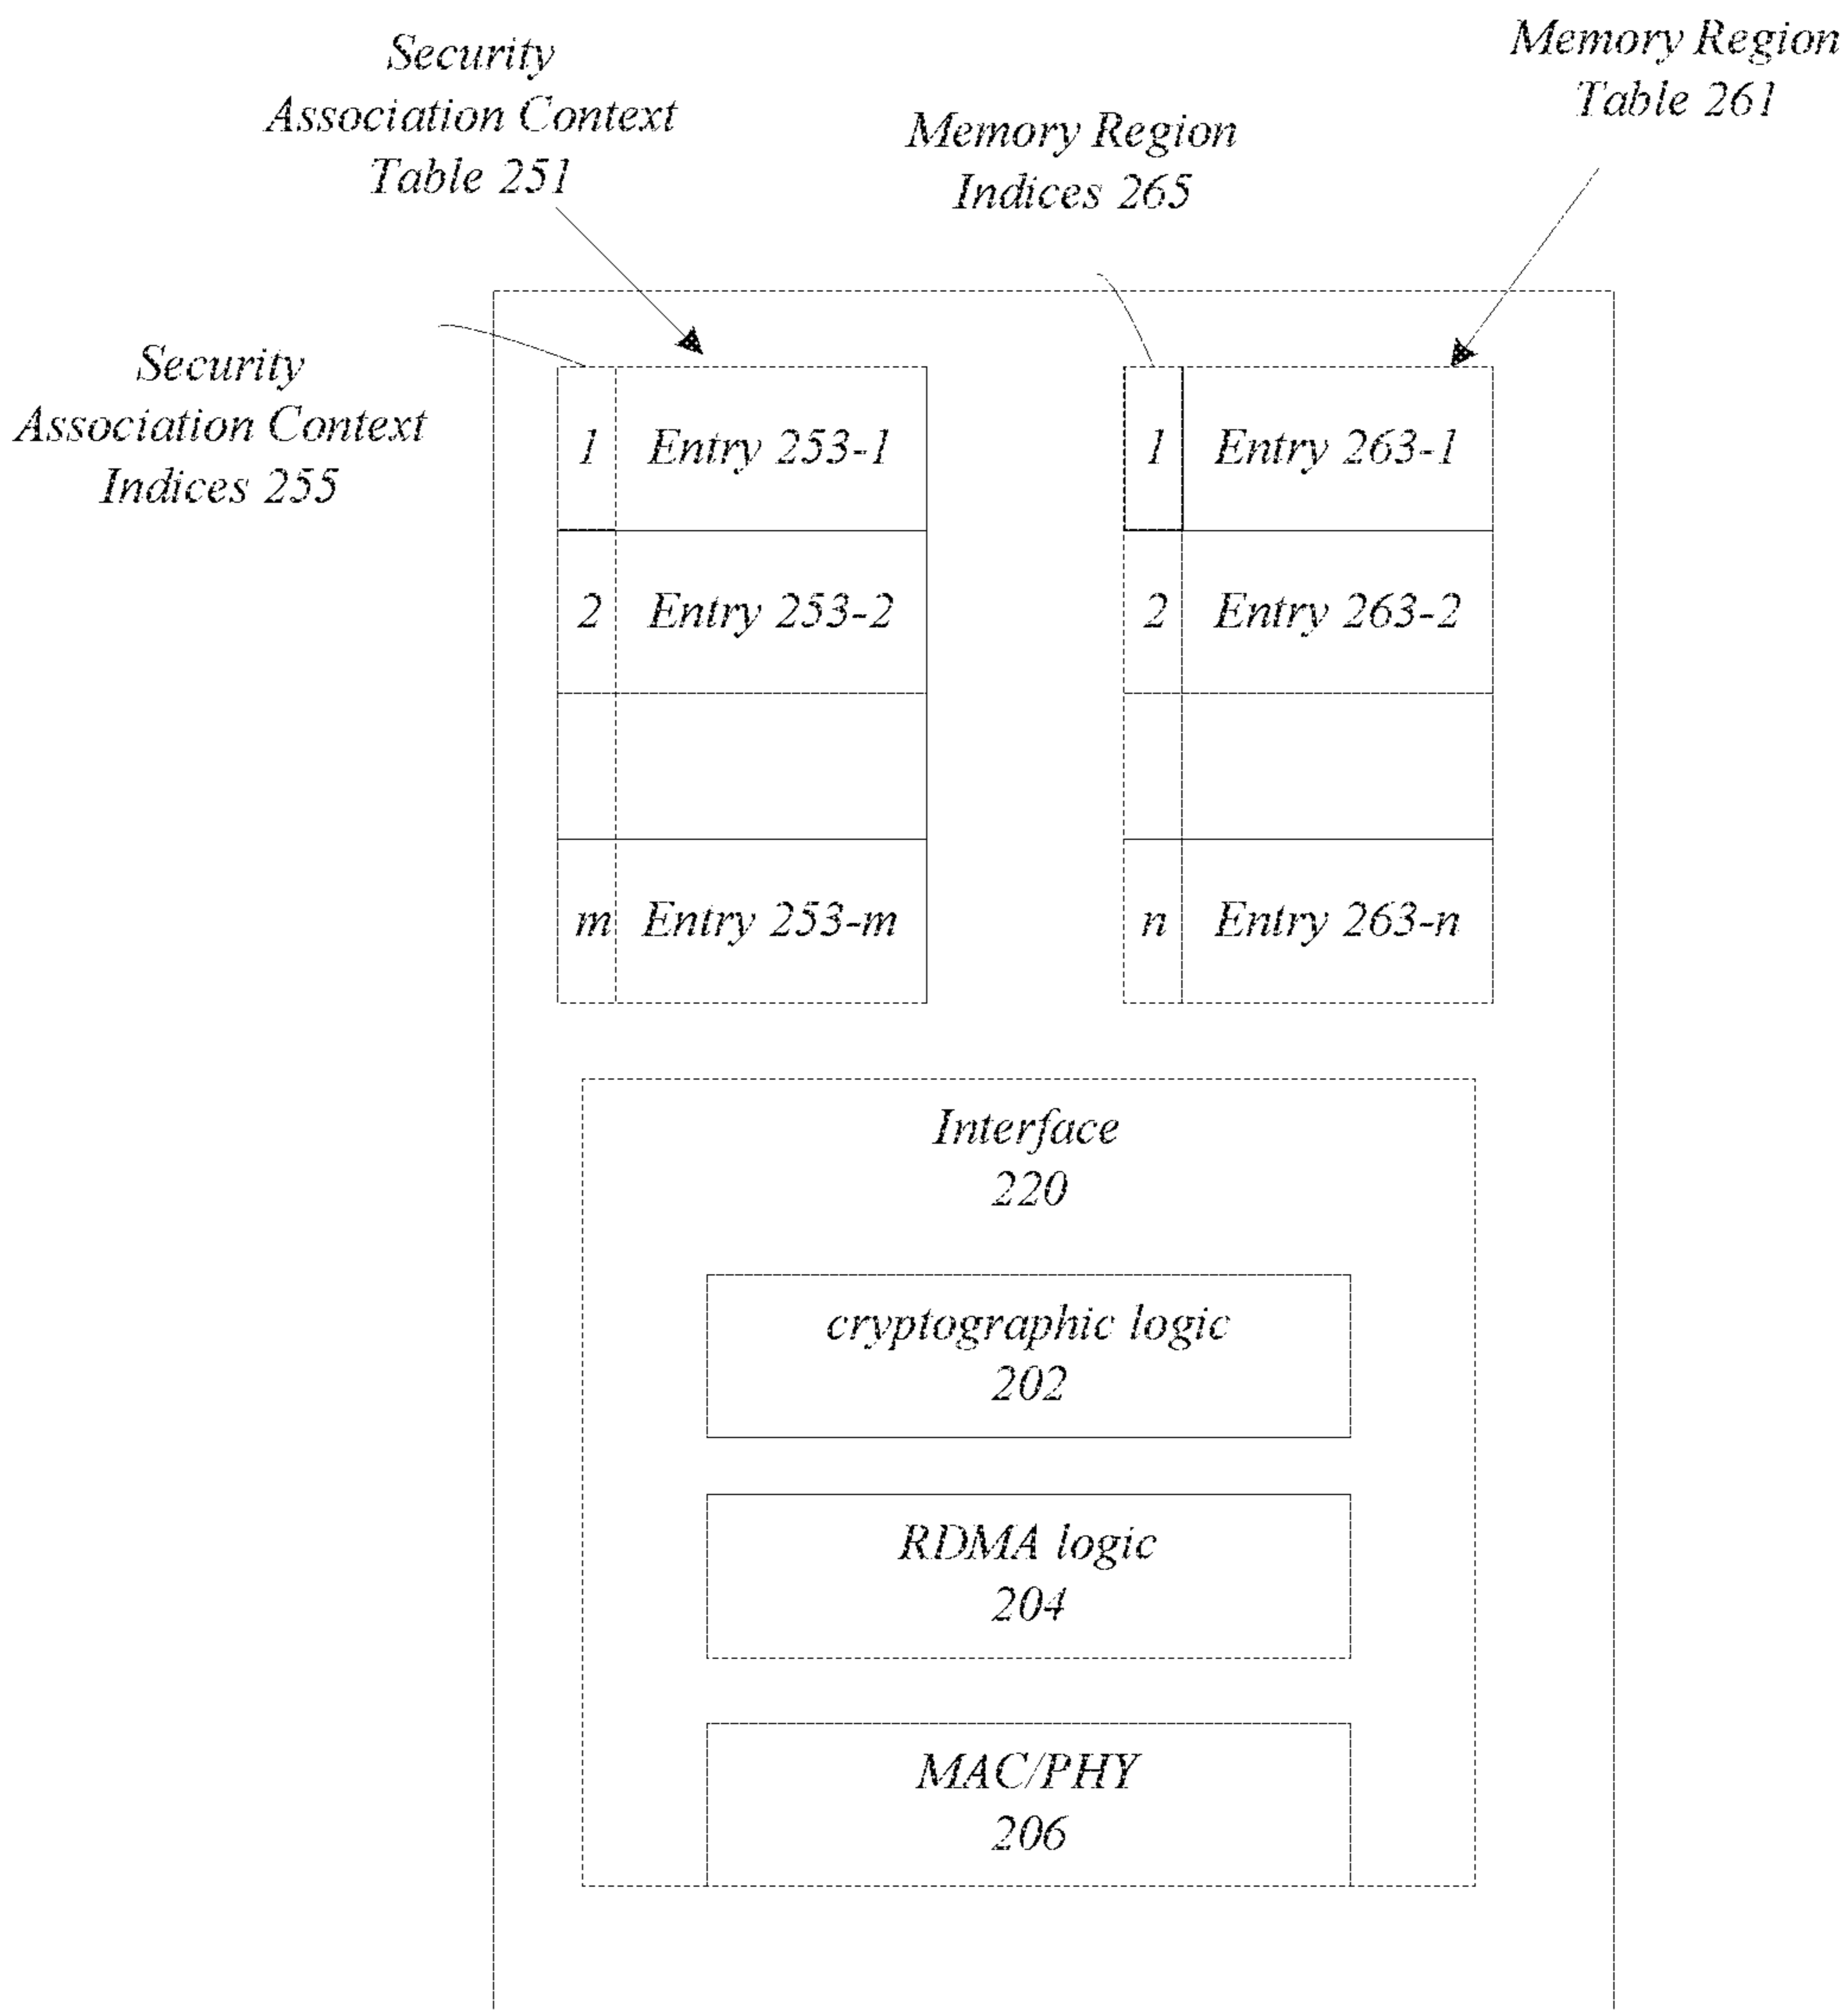 Security
Association Context
Table 251
Memory Region
Indices 265
Memory Region
Table 261
Security
Association Context
Indices 255
1 Entry 253-1
2 Entry 253-2
m Entry 253-m
1 Entry 263-1
2 Entry 263-2
n Entry 263-n
Interface
220
cryptographic logic
202
RDMA logic
204
MAC/PHY
206